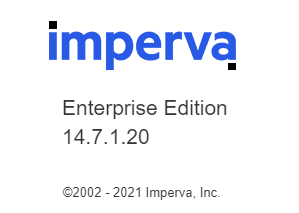 imperva
Enterprise Edition
14.7.1.20
©2002 - 2021 Imperva, Inc.